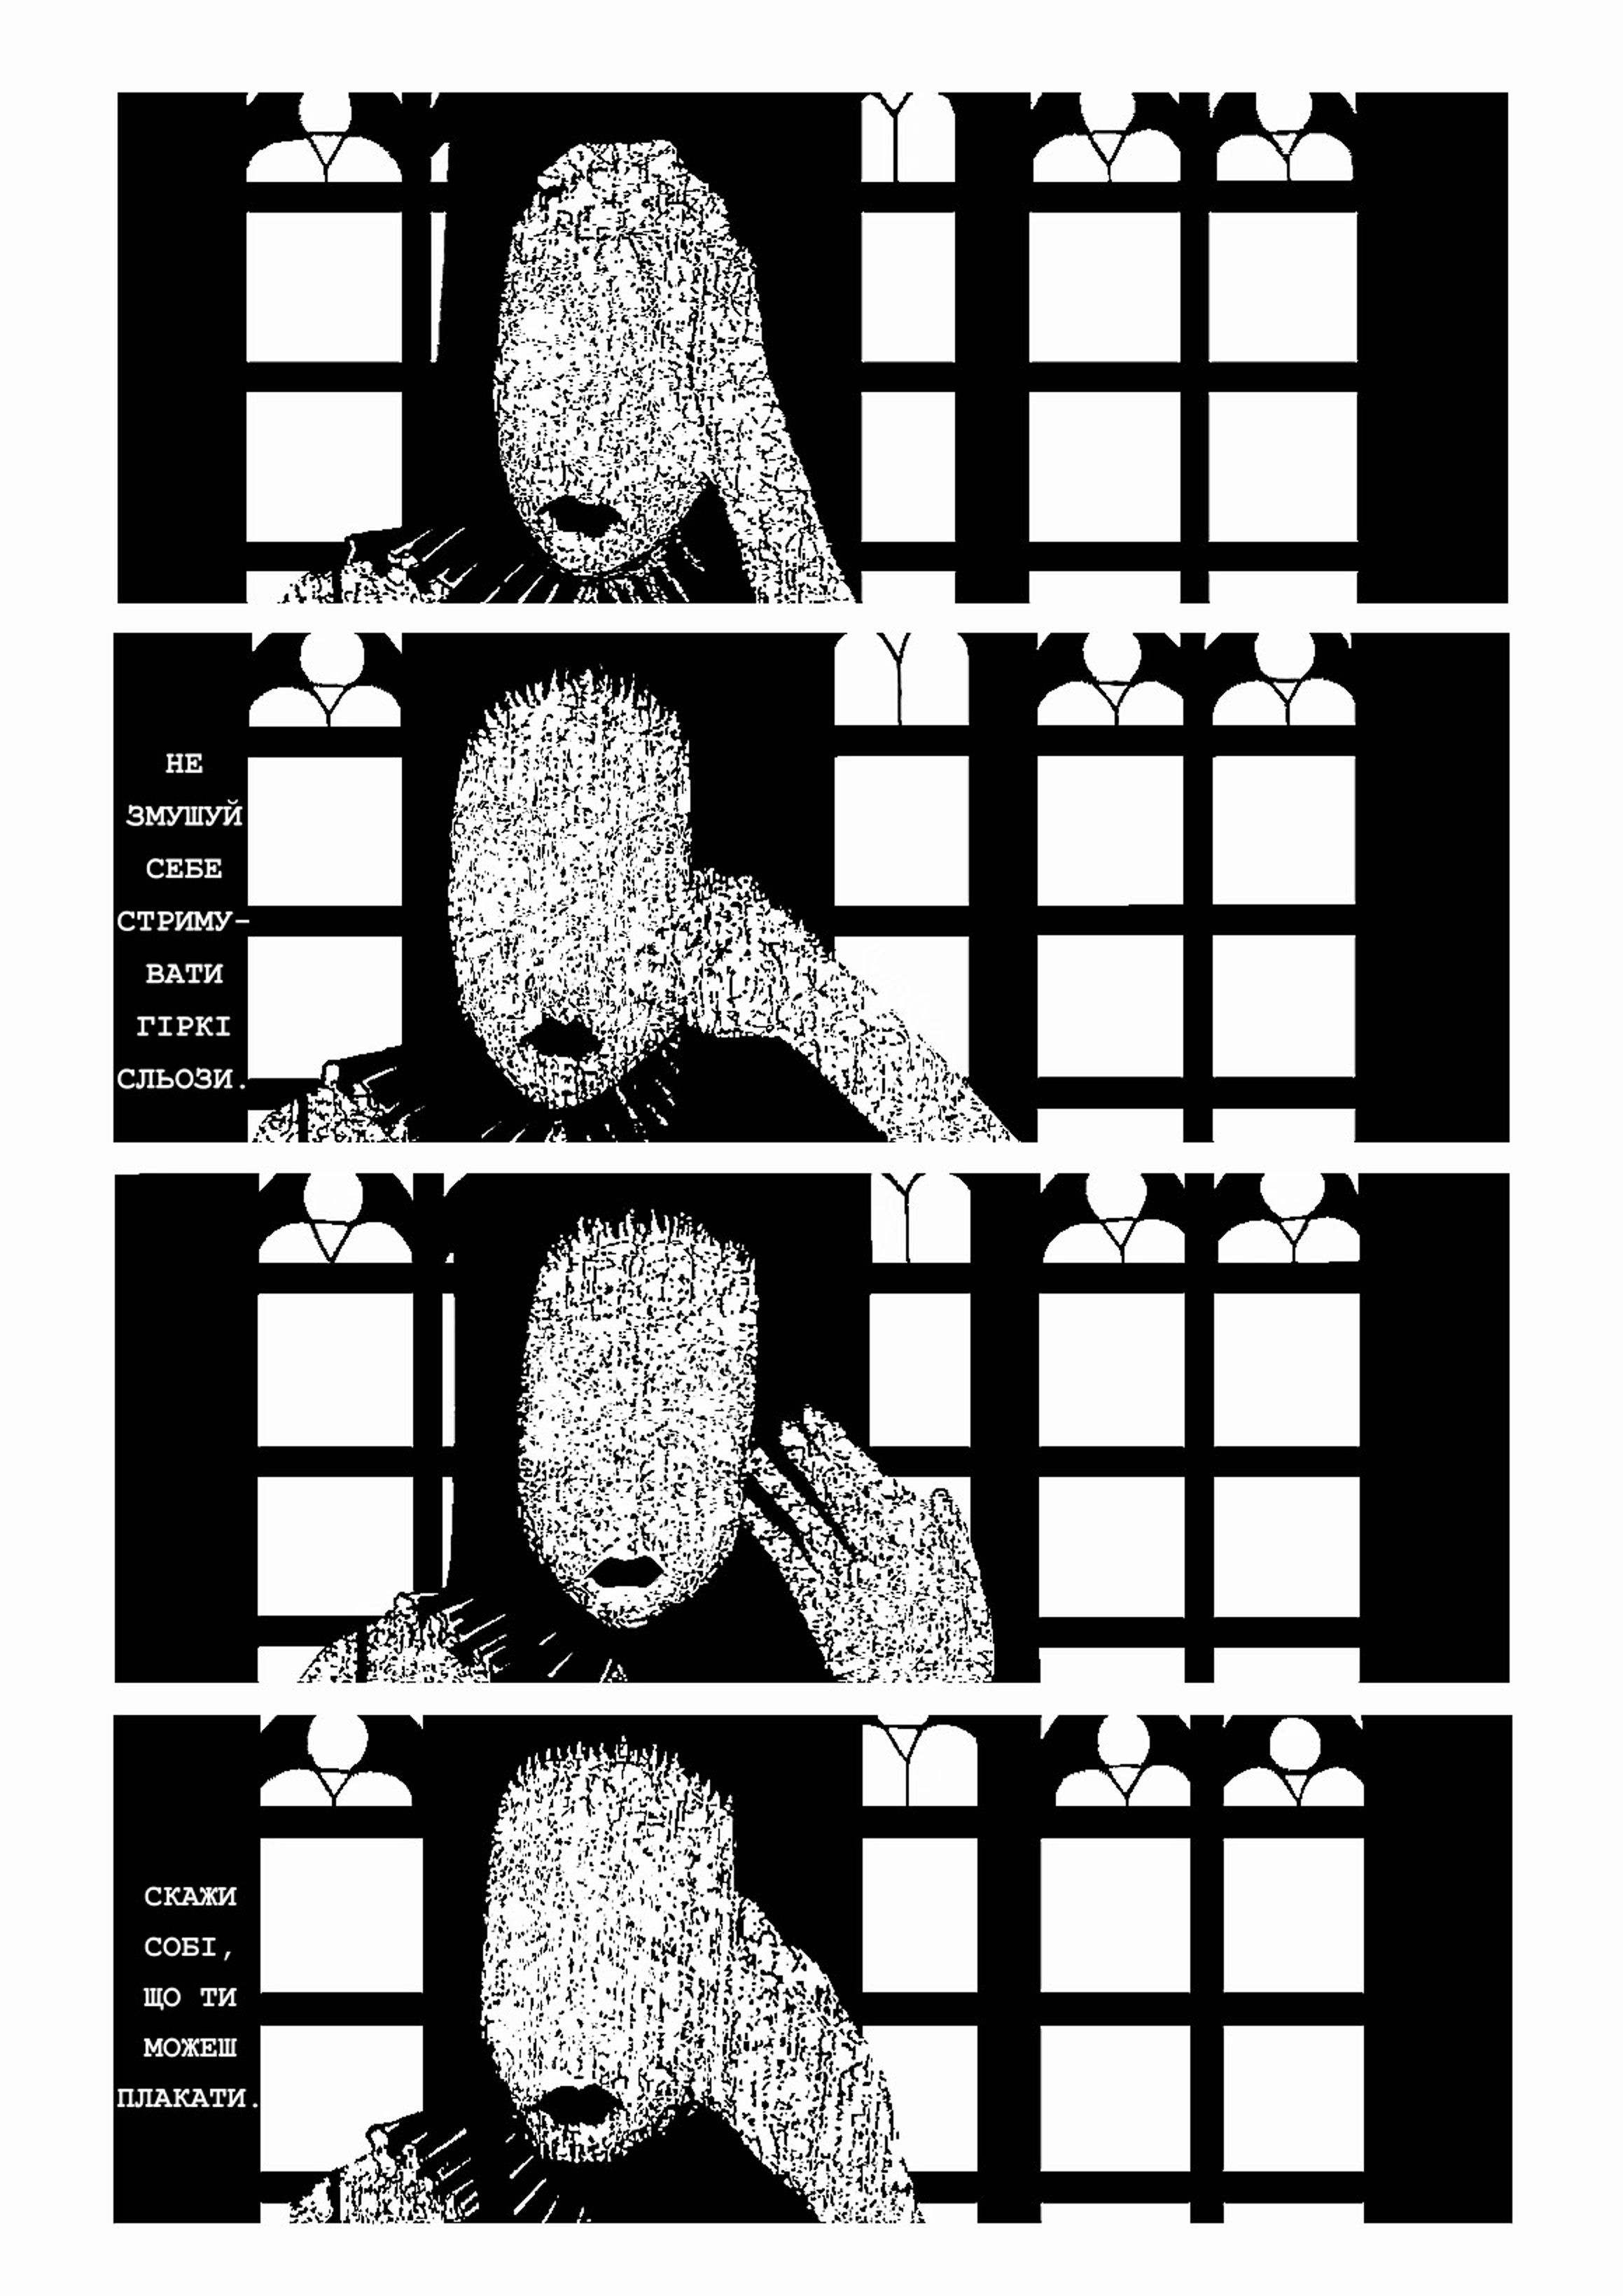 НЕ
ЗМУШУЙ
СЕБЕ
СТРИМУ-
ВАТИ
ГІРКІ
СЛЬОЗИ.
СКАЖИ
СОБІ,
ЩО ТИ
МОЖЕШ
ПЛАКАТИ.